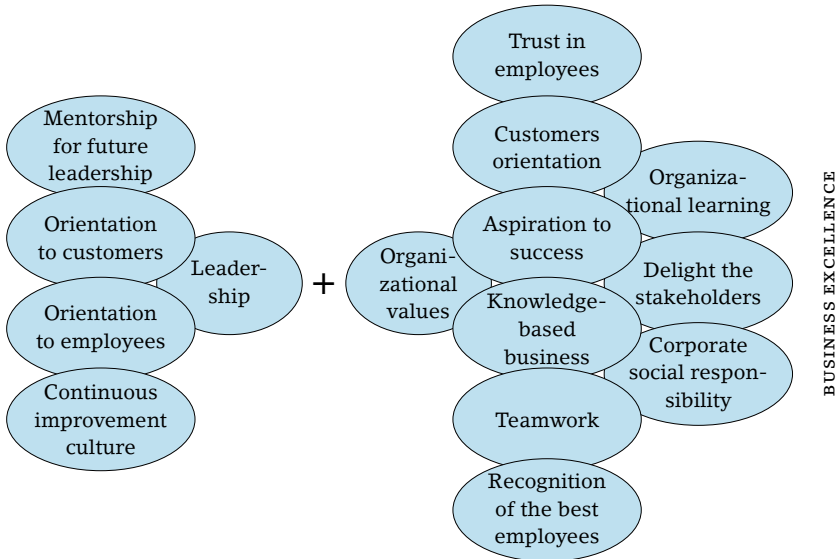 Mentorship
for future
leadership
Orientation
to customers
Orientation
to employees
Continuous
improvement
culture
Leader-
ship
+
Organi-
zational
values
Trust in
employees
Customers
orientation
Aspiration to
success
Knowledge-
based
business
Teamwork
Recognition
of the best
employees
Organiza-
tional learning
Delight the
stakeholders
Corporate
social respon-
sibility
BUSINESS EXCELLENCE